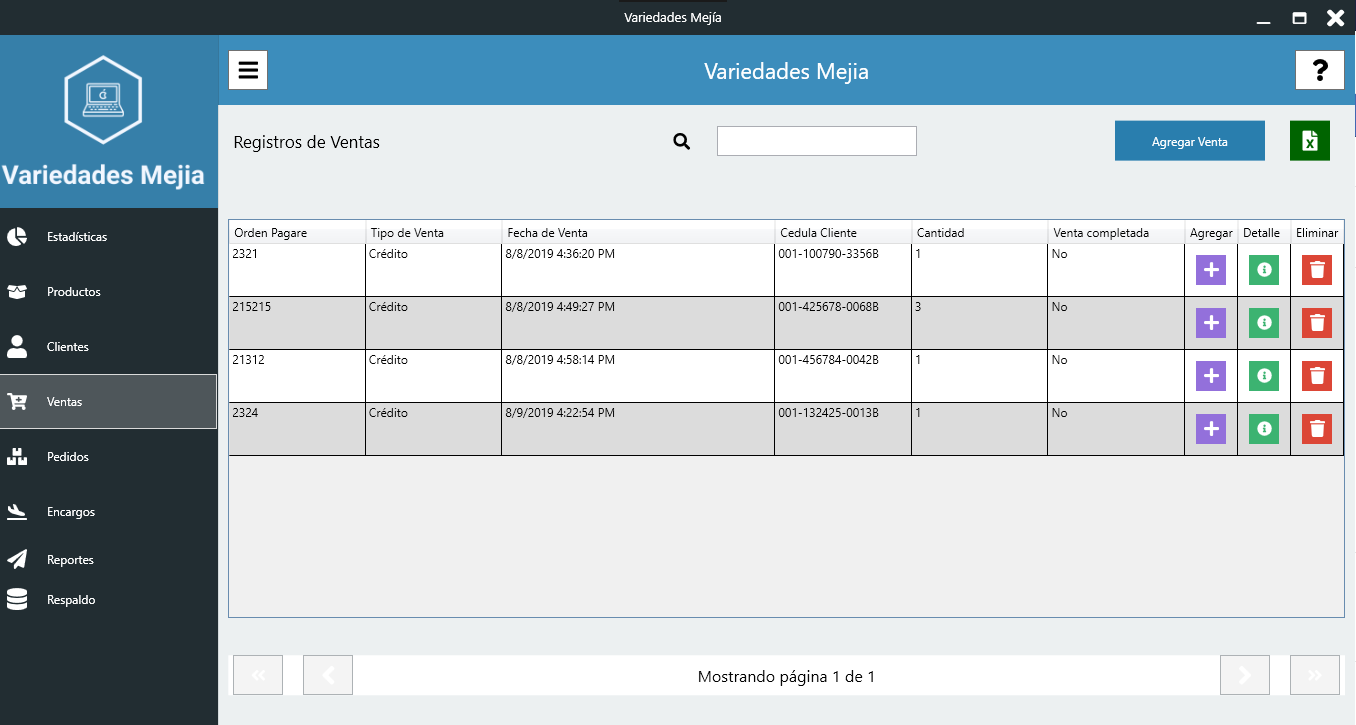 Variedades Mejía
Variedades Mejia
Variedades Mejia
Registros de Ventas
Agregar Venta
Estadísticas
Productos
Clientes
Ventas
Pedidos
Encargos
Reportes
Respaldo
Orden Pagare Tipo de Venta Fecha de Venta Cedula Cliente Cantidad Venta completada Agregar Detalle Eliminar
2321 Crédito 8/8/2019 4:36:20 PM 001-100790-3356B 1 No
215215 Crédito 8/8/2019 4:49:27 PM 001-425678-0068B 3 No
21312 Crédito 8/8/2019 4:58:14 PM 001-456784-0042B 1 No
2324 Crédito 8/9/2019 4:22:54 PM 001-132425-0013B 1 No
Mostrando página 1 de 1